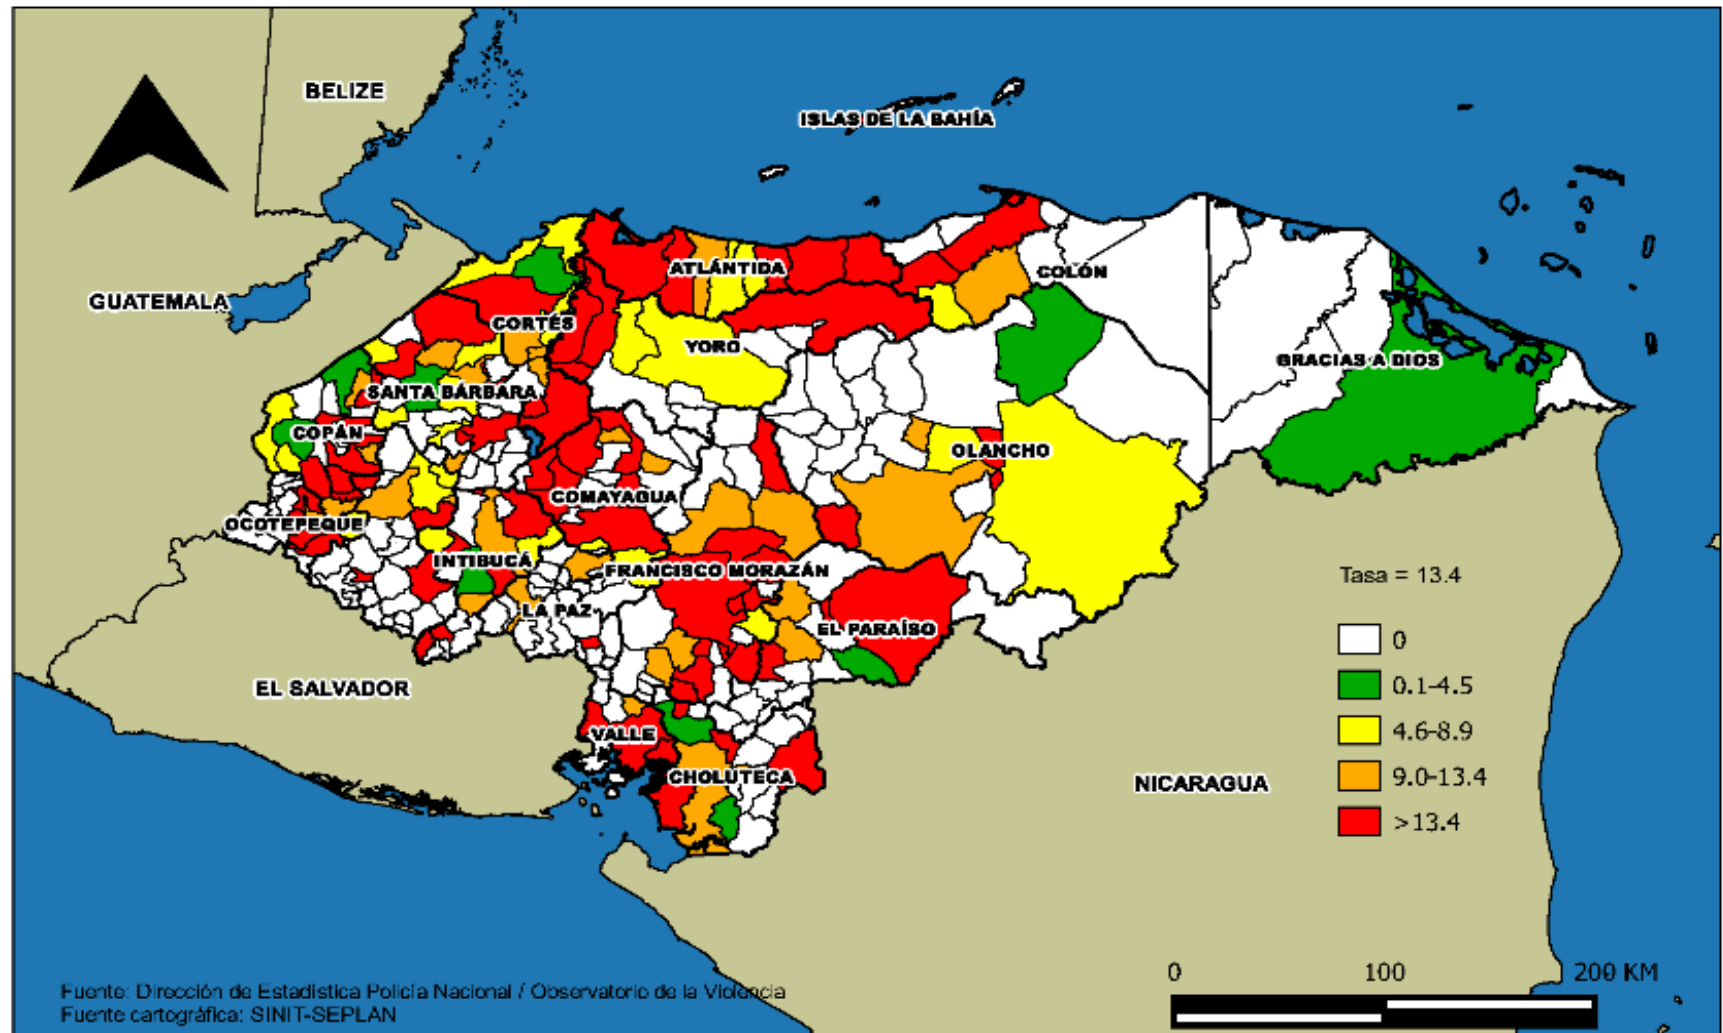 BELIZE
ISLAS DE LA BAHÍA
GUATEMALA
ATLÁNTIDA
COLÓN
CORTÉS
YORO
GRACIAS A DIOS
SANTA BÁRBARA
COPÁN
OLANCHO
COMAYAGUA
OCOTEPEQUE
INTIBUCÁ
FRANCISCO MORAZÁN
LA PAZ
EL PARAÍSO
EL SALVADOR
VALLE
CHOLUTECA
NICARAGUA
Tasa = 13.4
0
0.1-4.5
4.6-8.9
9.0-13.4
>13.4
0 100 200 KM
Fuente: Dirección de Estadistica Policía Nacional / Observatorio de la Violencia
Fuente cartográfica: SINIT-SEPLAN